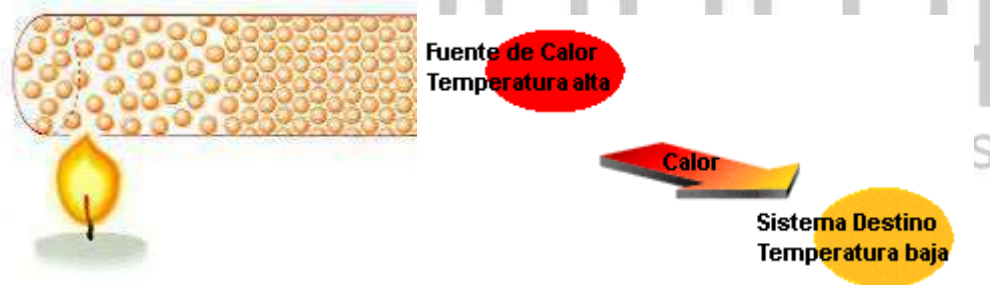 Fuente de Calor
Temperatura alta
Calor
Sistema Destino
Temperatura baja